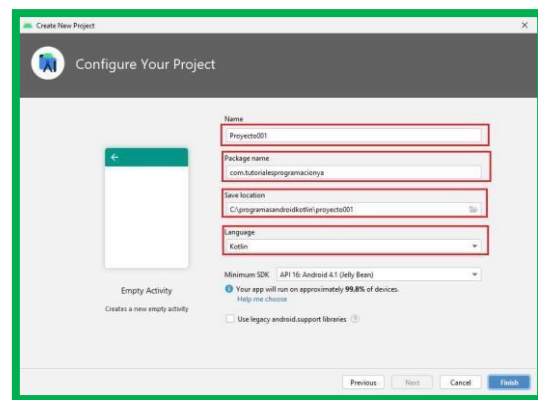 Create New Project
Configure Your Project
Name
Proyecto001
Package name
com.tutorialesprogramacionya
Save location
C:\programasandroidkotlin\proyecto001
Language
Kotlin
Minimum SDK API 16: Android 4.1 (Jelly Bean)
Your app will run on approximately 99,8% of devices.
Help me choose
Use legacy android.support libraries
Empty Activity
Creates a new empty activity
Previous Next Cancel Finish